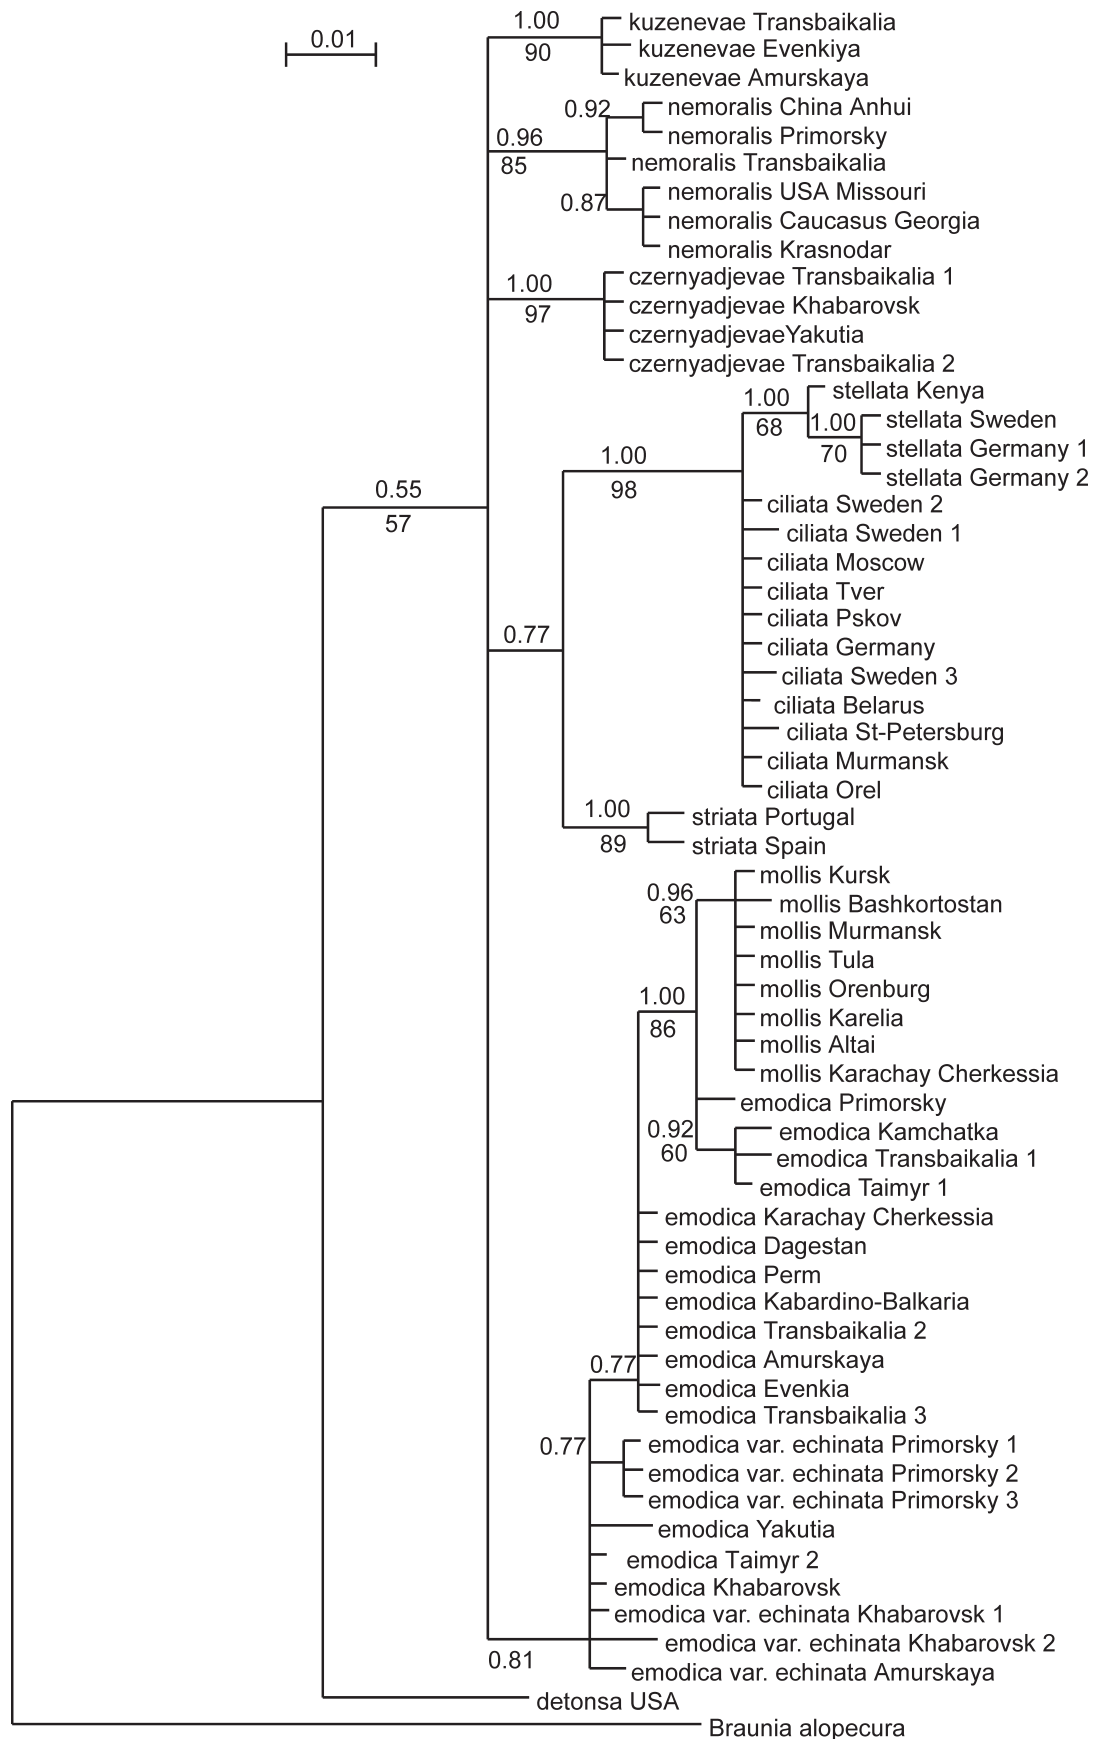 1.00
kuzenevae Transbaikalia
0.01
90
kuzenevae Evenkiya
kuzenevae Amurskaya
0.92
nemoralis China Anhui
0.96
nemoralis Primorsky
85
nemoralis Transbaikalia
nemoralis USA Missouri
0.87
nemoralis Caucasus Georgia
nemoralis Krasnodar
1.00
czernyadjevae Transbaikalia 1
97
czernyadjevae Khabarovsk
czernyadjevaeYakutia
czernyadjevae Transbaikalia 2
1.00
stellata Kenya
68
1.00
stellata Sweden
70
stellata Germany 1
1.00
stellata Germany 2
98
0.55
ciliata Sweden 2
57
ciliata Sweden 1
ciliata Moscow
ciliata Tver
ciliata Pskov
0.77
ciliata Germany
ciliata Sweden 3
ciliata Belarus
ciliata St-Petersburg
ciliata Murmansk
ciliata Orel
1.00
striata Portugal
89
striata Spain
mollis Kursk
0.96
mollis Bashkortostan
63
mollis Murmansk
mollis Tula
mollis Orenburg
1.00
mollis Karelia
86
mollis Altai
mollis Karachay Cherkessia
emodica Primorsky
0.92
emodica Kamchatka
60
emodica Transbaikalia 1
emodica Taimyr 1
emodica Karachay Cherkessia
emodica Dagestan
emodica Perm
emodica Kabardino-Balkaria
emodica Transbaikalia 2
0.77
emodica Amurskaya
emodica Evenkia
emodica Transbaikalia 3
0.77
emodica var. echinata Primorsky 1
emodica var. echinata Primorsky 2
emodica var. echinata Primorsky 3
emodica Yakutia
emodica Taimyr 2
emodica Khabarovsk
emodica var. echinata Khabarovsk 1
emodica var. echinata Khabarovsk 2
0.81
emodica var. echinata Amurskaya
detonsa USA
Braunia alopecura